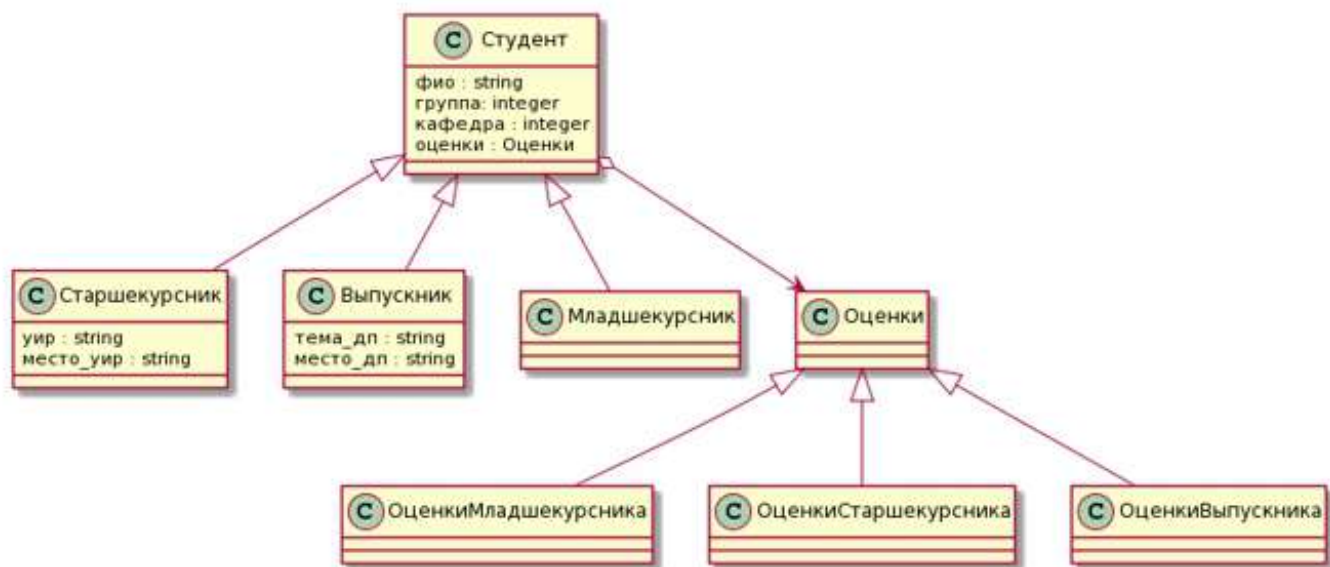 C Студент
фио : string
группа: integer
кафедра : integer
оценки : Оценки
C Старшекурсник
уир : string
место_уир : string
C Выпускник
тема_дп : string
место_дп : string
C Младшекурсник
C Оценки
C ОценкиМладшекурсника
C ОценкиСтаршекурсника
C ОценкиВыпускника